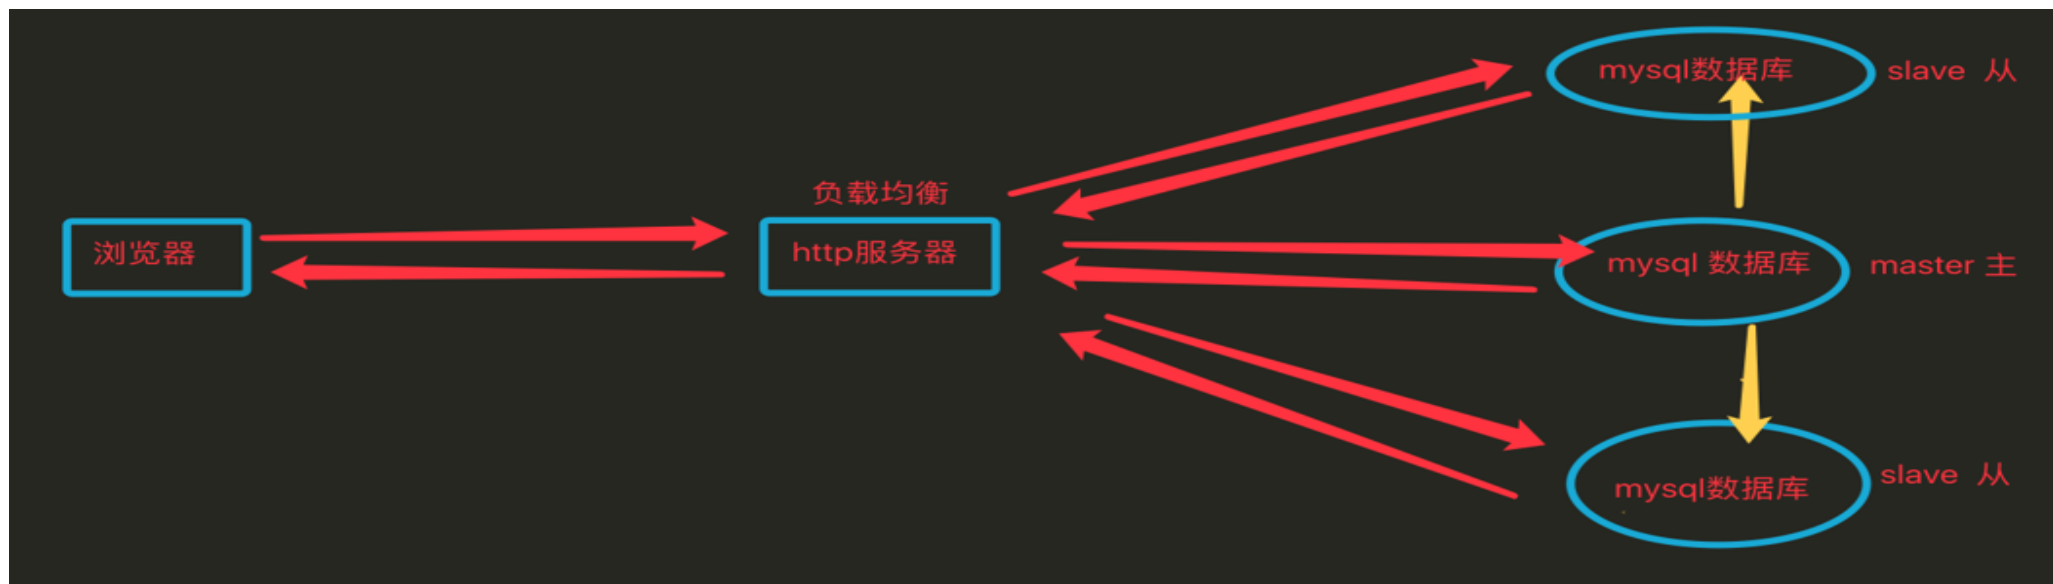 mysql数据库
slave 从
负载均衡
浏览器
http服务器
mysql 数据库
master 主
mysql数据库
slave 从